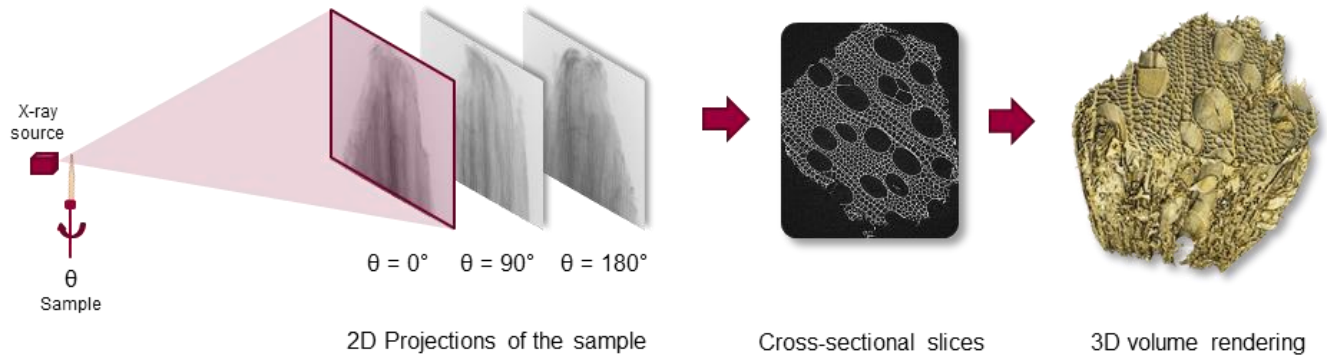 X-ray
source
θ
Sample
θ = 0° θ = 90° θ = 180°
2D Projections of the sample
Cross-sectional slices
3D volume rendering